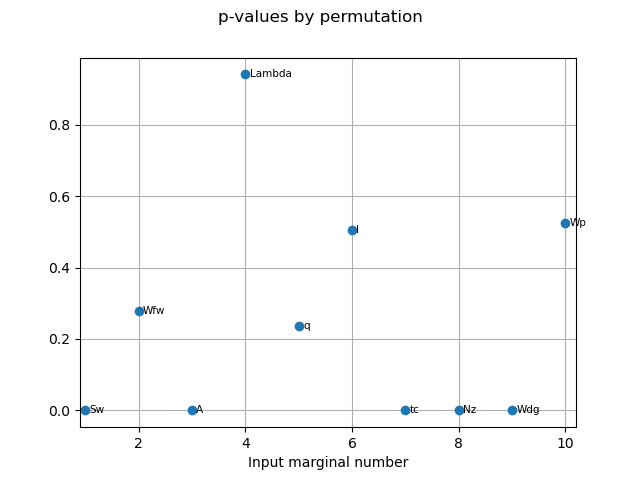 p-values by permutation
Lambda
0.8
0.6
l
Wp
0.4
Wfw
q
0.2
0.0
Sw
A
tc
Nz
Wdg
2
4
6
8
10
Input marginal number